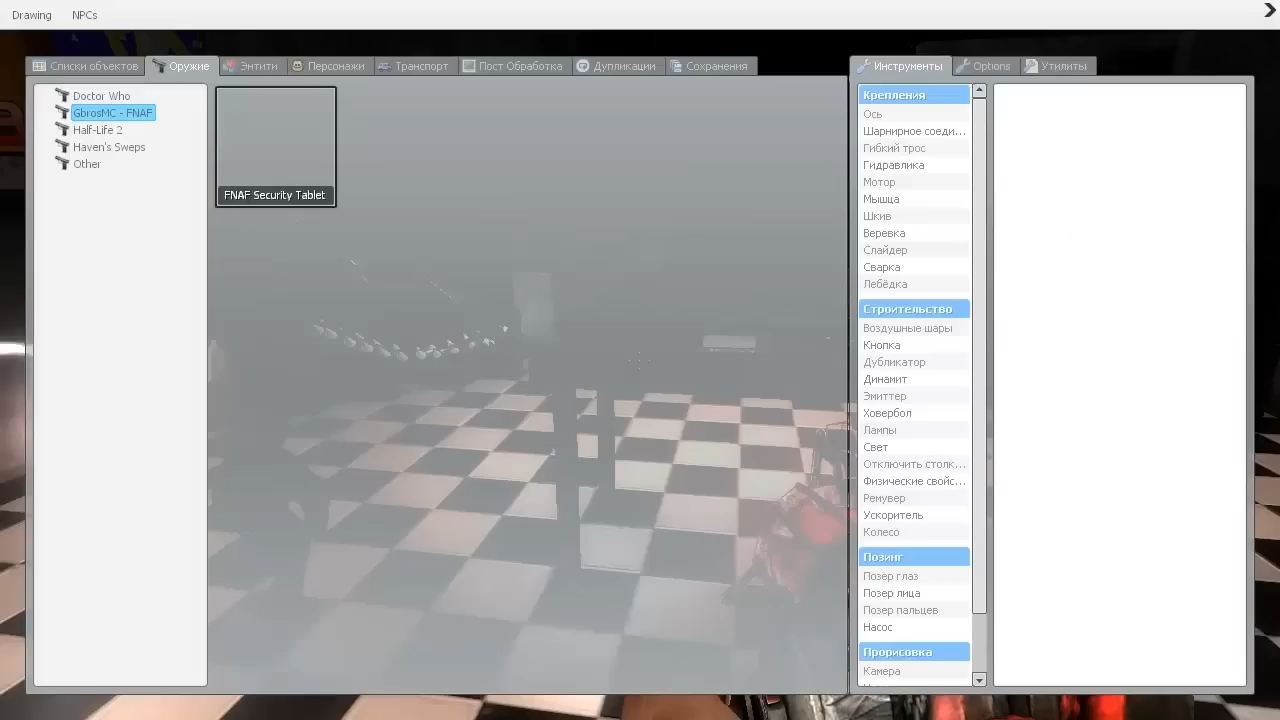 Drawing NPCs
Списки объектов Оружие Энтити Персонажи Транспорт Пост Обработка Дупликации Сохранения
Doctor Who
GbrosMC - FNAF
Half-Life 2
Haven's Sweps
Other
FNAF Security Tablet
Инструменты Options Утилиты
Крепления
Ось
Шарнирное соеди...
Гибкий трос
Гидравлика
Мотор
Мышца
Шкив
Веревка
Слайдер
Сварка
Лебёдка
Строительство
Воздушные шары
Кнопка
Дубликатор
Динамит
Эмиттер
Ховербол
Лампы
Свет
Отключить столк...
Физические свойс...
Ремувер
Ускоритель
Колесо
Позинг
Позер глаз
Позер лица
Позер пальцев
Насос
Прорисовка
Камера